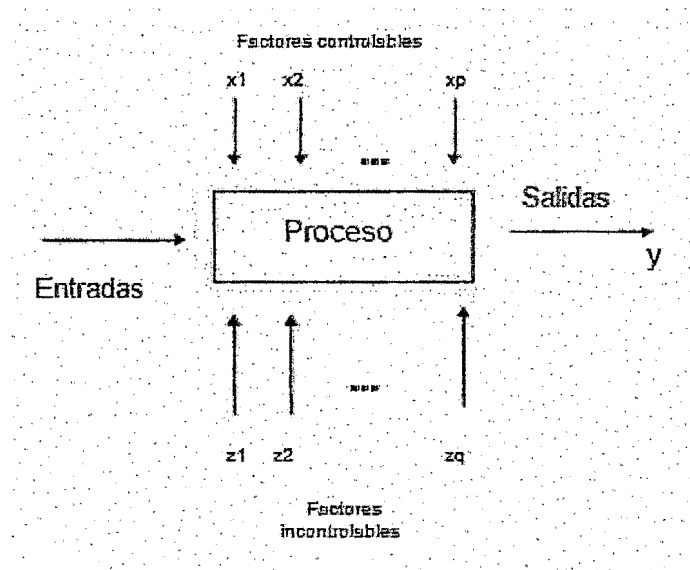 Factores controlables
x1 x2 xp
...
Salidas
Proceso
y
Entradas
...
z1 z2 zq
Factores
incontrolables